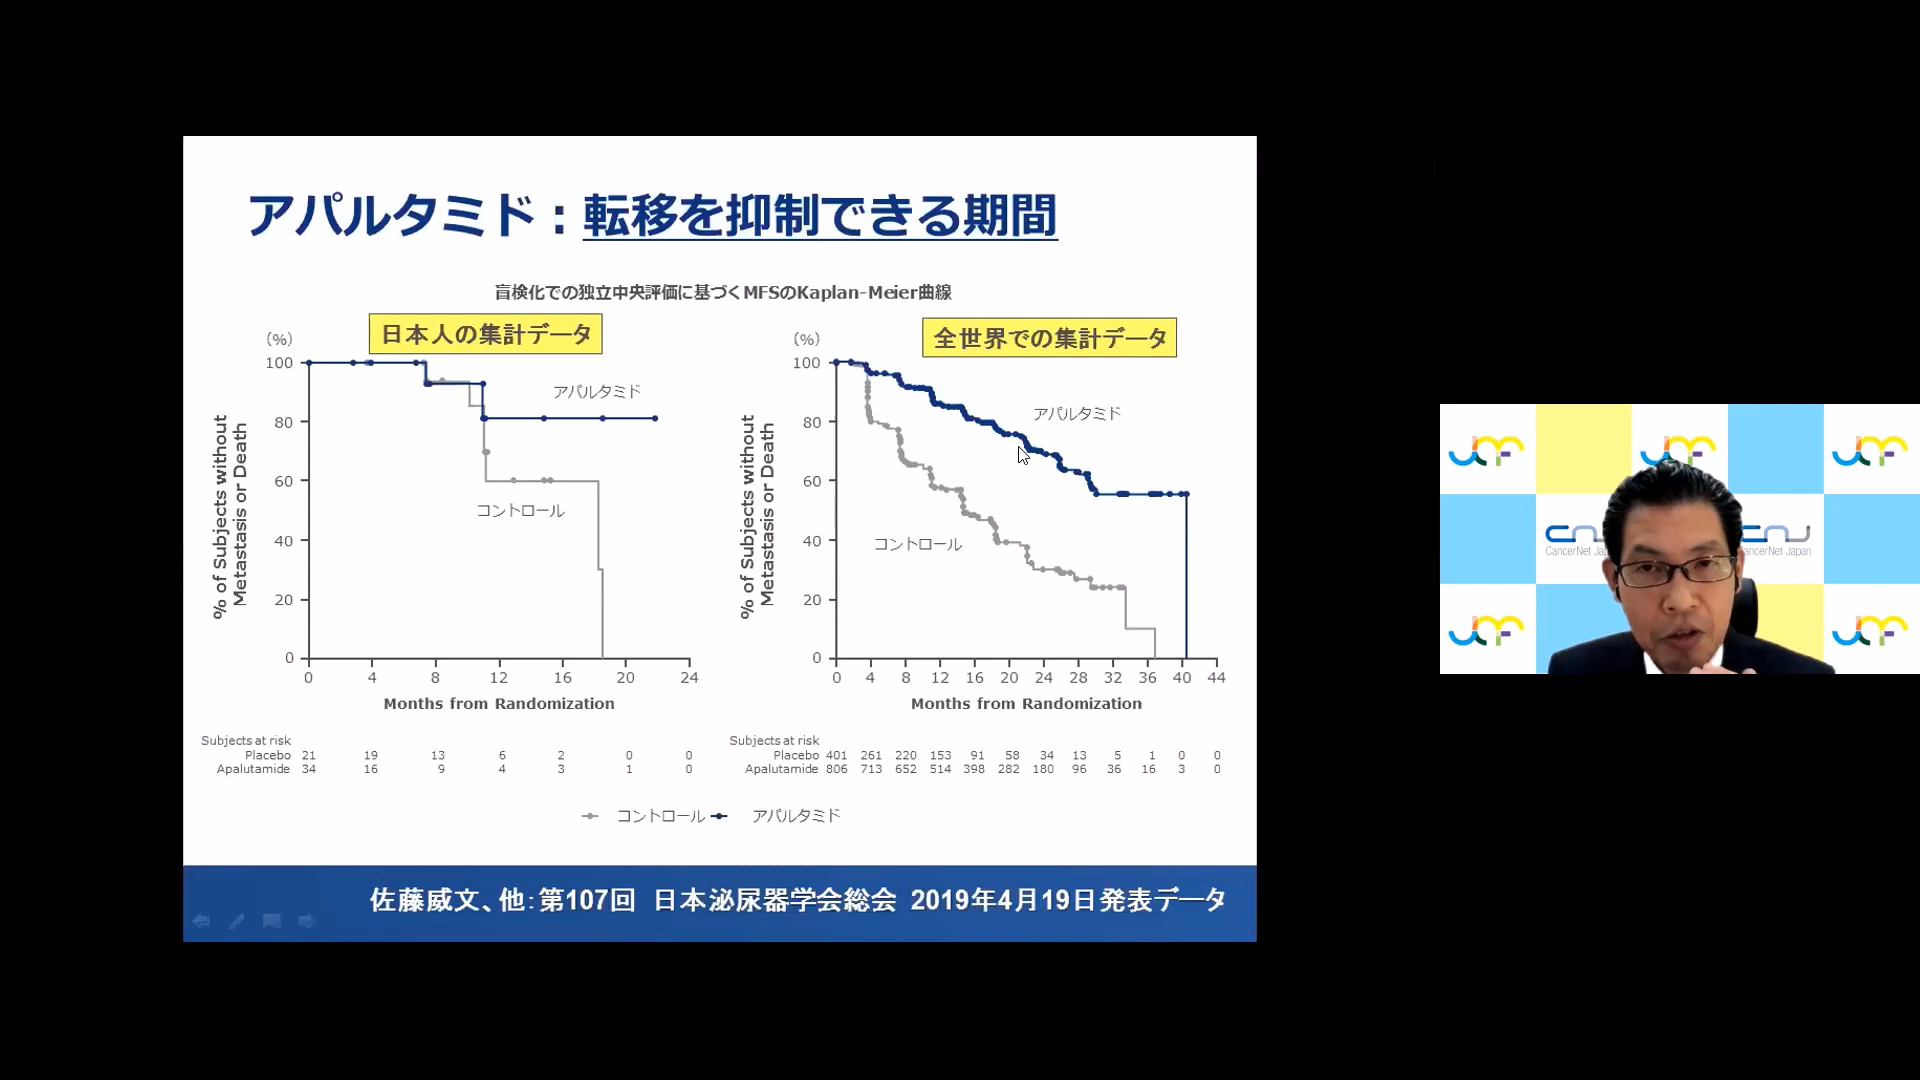 アパルタミド：転移を抑制できる期間
盲検化での独立中央評価に基づくMFSのKaplan-Meier曲線
日本人の集計データ
(%)
100
80
60
40
20
0
% of Subjects without
Metastasis or Death
アパルタミド
コントロール
0 4 8 12 16 20 24
Months from Randomization
Subjects at risk
Placebo 21 19 13 6 2 0 0
Apalutamide 34 16 9 4 3 1 0
全世界での集計データ
(%)
100
80
60
40
20
0
% of Subjects without
Metastasis or Death
アパルタミド
コントロール
0 4 8 12 16 20 24 28 32 36 40 44
Months from Randomization
Subjects at risk
Placebo 401 261 220 153 91 58 34 13 5 1 0 0
Apalutamide 806 713 652 514 398 282 180 96 36 16 3 0
コントロール アパルタミド
佐藤威文、他：第107回 日本泌尿器学会総会 2019年4月19日発表データ
CancerNet Japan